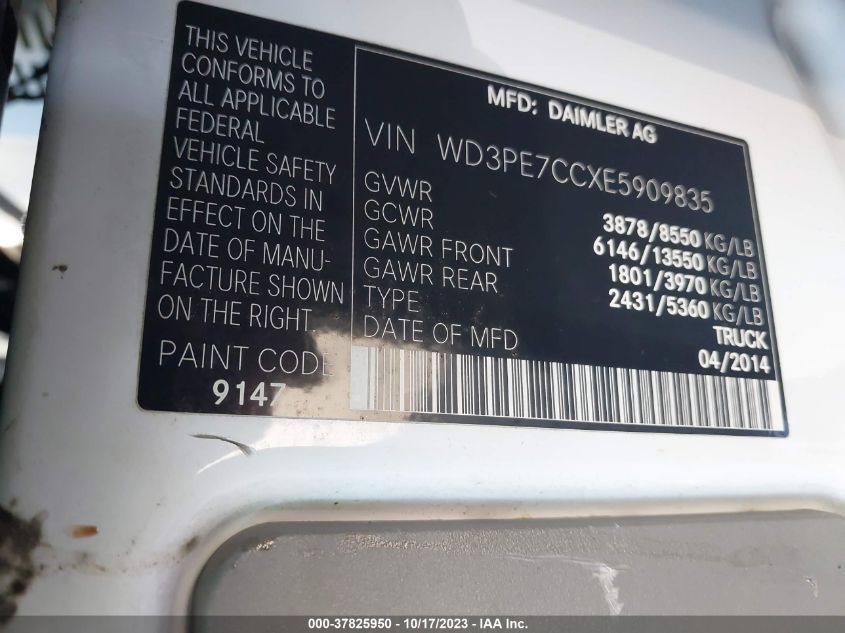 THIS VEHICLE
CONFORMS TO
ALL APPLICABLE
FEDERAL
VEHICLE SAFETY
STANDARDS IN
EFFECT ON THE
DATE OF MANU-
FACTURE SHOWN
ON THE RIGHT.
PAINT CODE
9147
MFD: DAIMLER AG
VIN WD3PE7CCXE5909835
GVWR 3878/8550 KG/LB
GCWR 6146/13550 KG/LB
GAWR FRONT 1801/3970 KG/LB
GAWR REAR 2431/5360 KG/LB
TYPE TRUCK
DATE OF MFD 04/2014
000-37825950 - 10/17/2023 - IAA Inc.